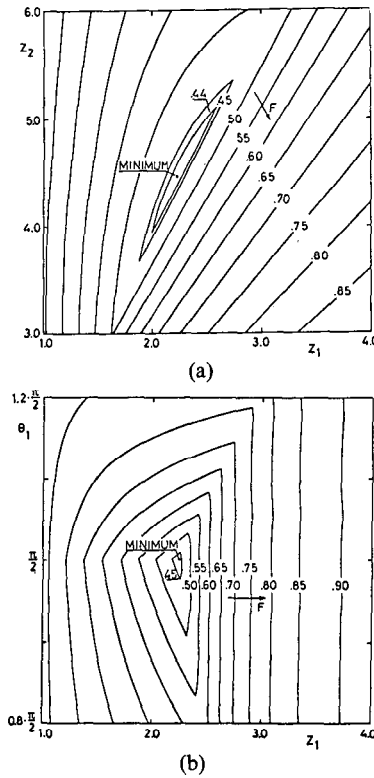 6.0
Z2
5.0
4.0
3.0
1.0
2.0
3.0
4.0
Z1
.44
.45
.50
.55
.60
.65
.70
.75
.80
.85
F
MINIMUM
(a)
1.2·π/2
θ1
π/2
0.8·π/2
1.0
2.0
3.0
4.0
Z1
MINIMUM
.45
.50
.55
.60
.65
.70
.75
.80
.85
.90
F
(b)